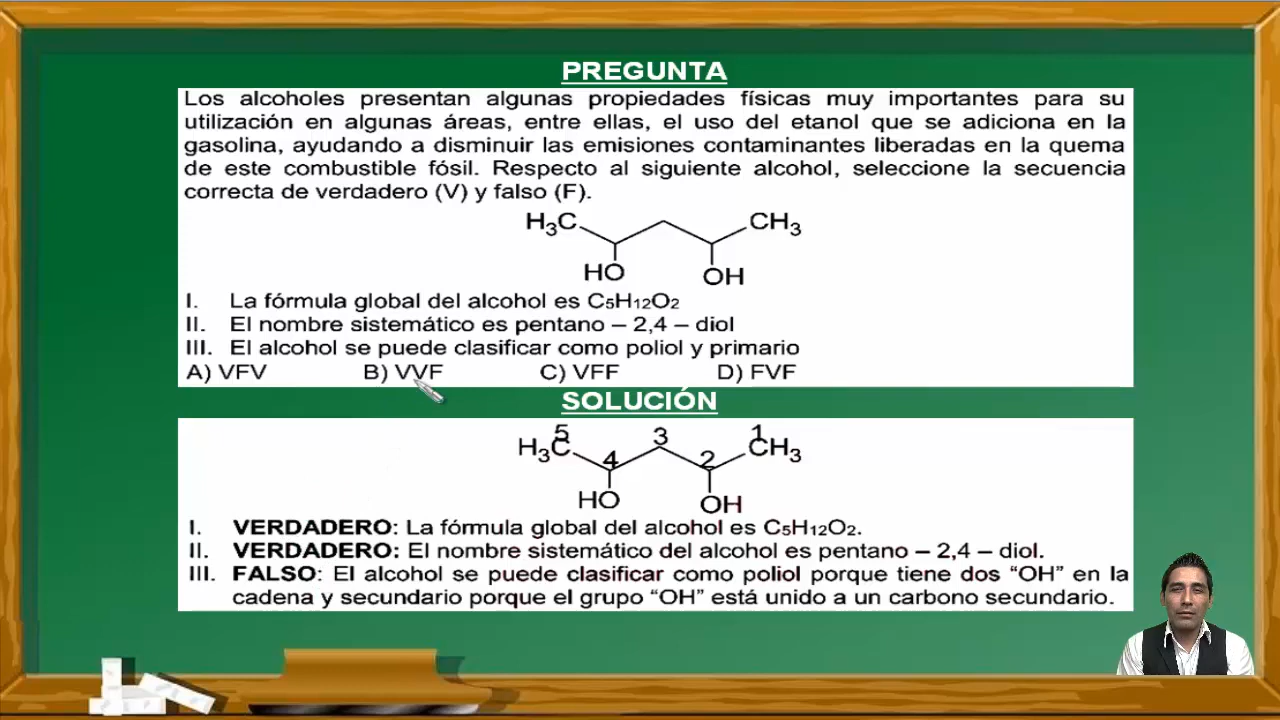 PREGUNTA
Los alcoholes presentan algunas propiedades físicas muy importantes para su
utilización en algunas áreas, entre ellas, el uso del etanol que se adiciona en la
gasolina, ayudando a disminuir las emisiones contaminantes liberadas en la quema
de este combustible fósil. Respecto al siguiente alcohol, seleccione la secuencia
correcta de verdadero (V) y falso (F).
H₃C CH₃
HO OH
I. La fórmula global del alcohol es C₅H₁₂O₂
II. El nombre sistemático es pentano – 2,4 – diol
III. El alcohol se puede clasificar como poliol y primario
A) VFV B) VVF C) VFF D) FVF
SOLUCIÓN
5 3 1
H₃C 4 2 CH₃
HO OH
I. VERDADERO: La fórmula global del alcohol es C₅H₁₂O₂.
II. VERDADERO: El nombre sistemático del alcohol es pentano – 2,4 – diol.
III. FALSO: El alcohol se puede clasificar como poliol porque tiene dos “OH” en la
cadena y secundario porque el grupo “OH” está unido a un carbono secundario.